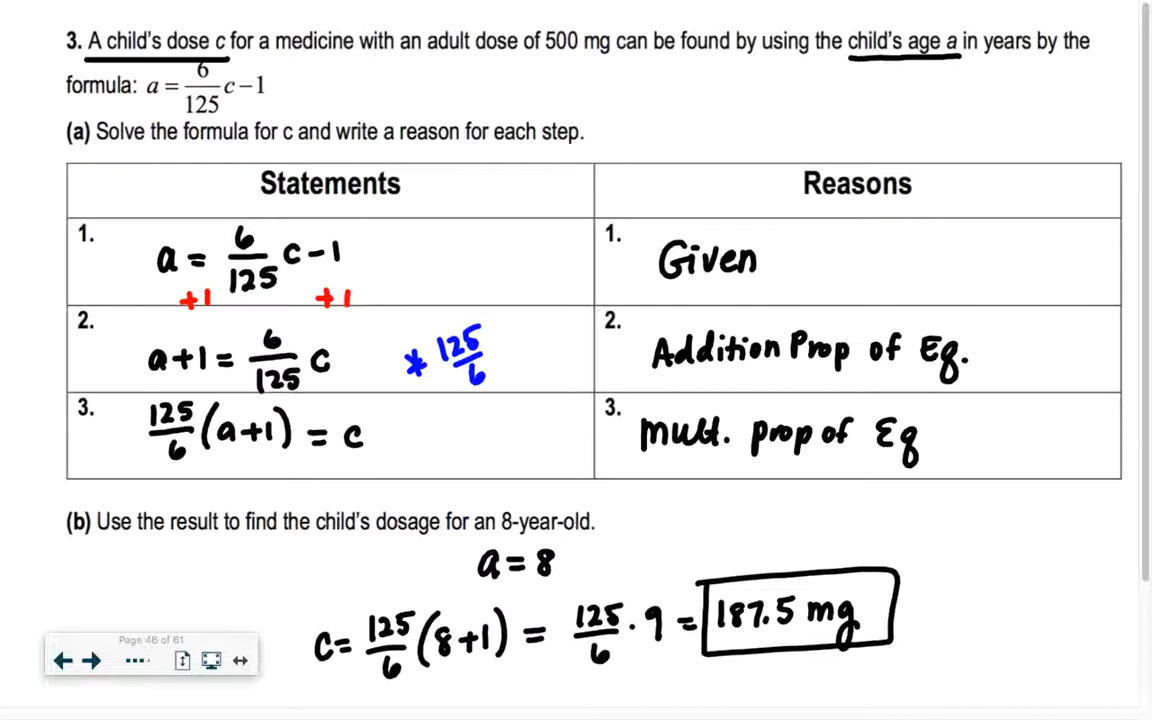 3. A child's dose c for a medicine with an adult dose of 500 mg can be found by using the child's age a in years by the
formula: a = 6/125 c − 1
(a) Solve the formula for c and write a reason for each step.
Statements Reasons
1. a = 6/125 c − 1 1. Given
+1 +1
2. a + 1 = 6/125 c * 125/6 2. Addition Prop of Eq.
3. 125/6 (a+1) = c 3. Mult. prop of Eq
(b) Use the result to find the child's dosage for an 8-year-old.
a = 8
c = 125/6 (8+1) = 125/6 · 9 = 187.5 mg
Page 46 of 61